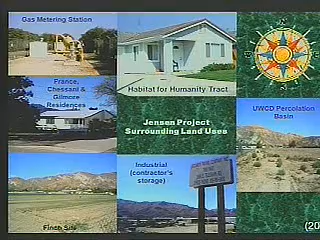 Gas Metering Station
Habitat for Humanity Tract
France,
Chessani &
Gilmore
Residences
Jensen Project
Surrounding Land Uses
UWCD Percolation
Basin
Industrial
(contractor's
storage)
Finch Site
(20